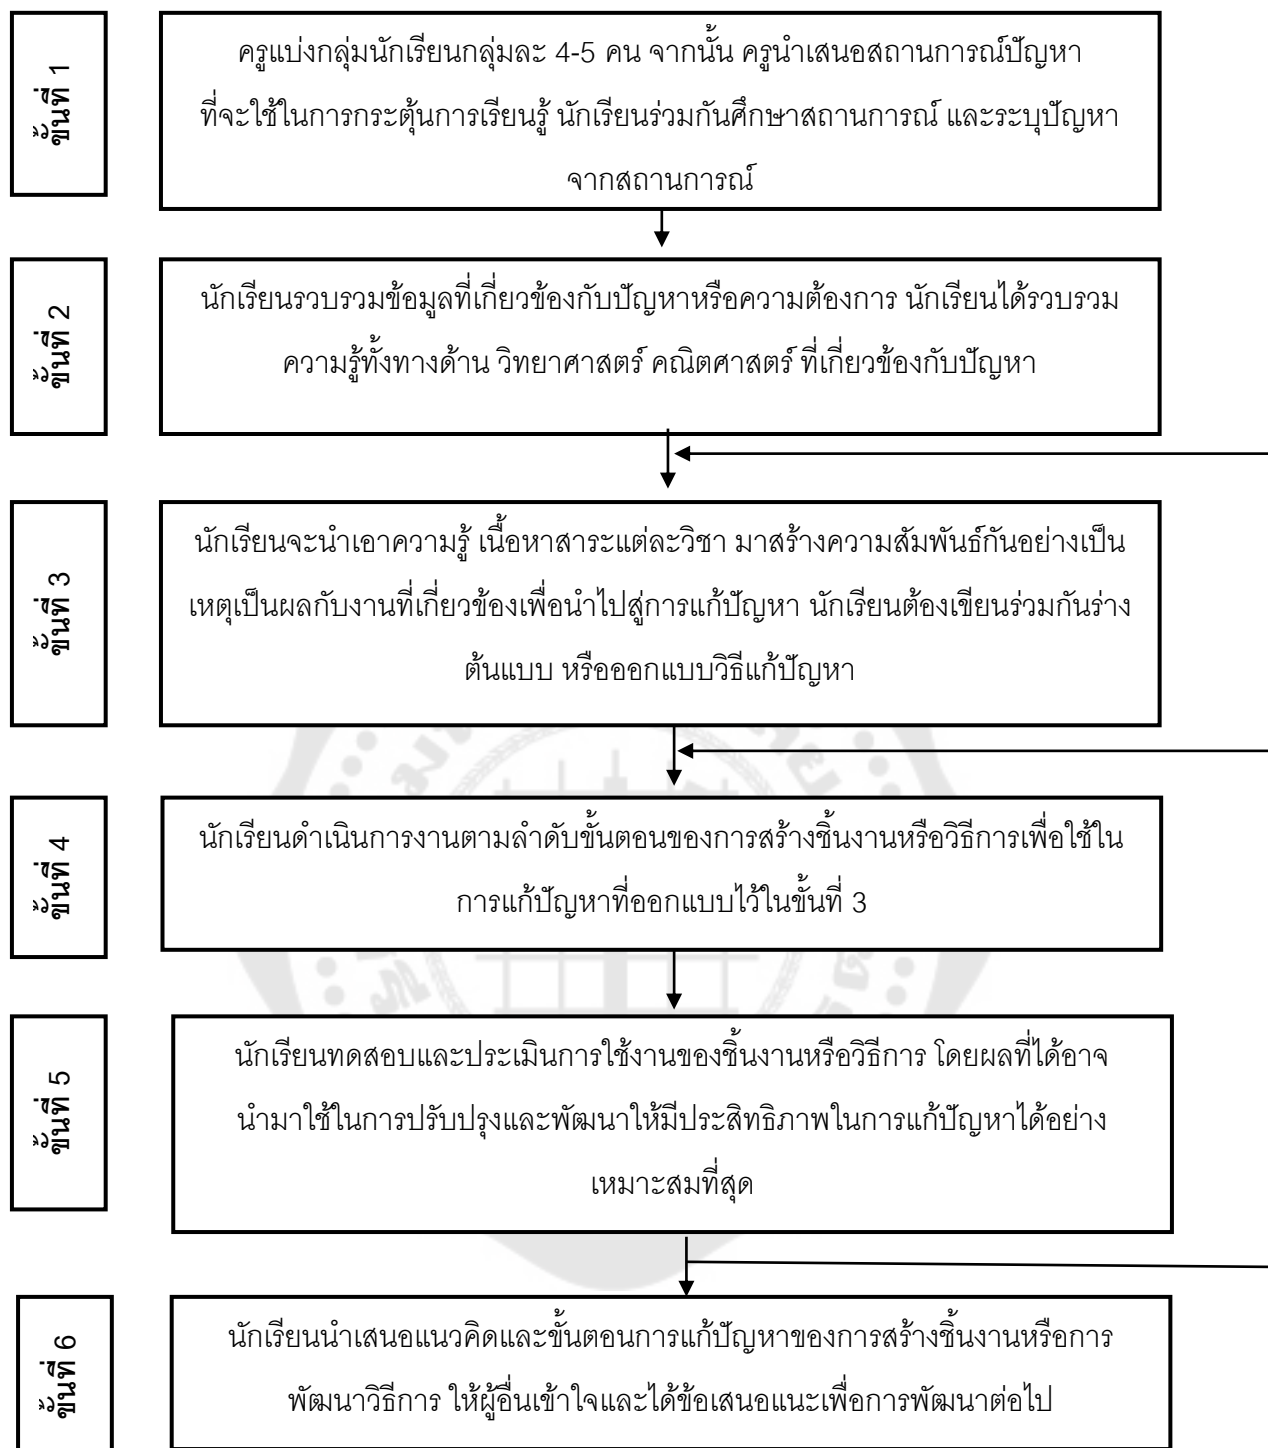 ขั้นที่ 1
ครูแบ่งกลุ่มนักเรียนกลุ่มละ 4-5 คน จากนั้น ครูนำเสนอสถานการณ์ปัญหา
ที่จะใช้ในการกระตุ้นการเรียนรู้ นักเรียนร่วมกันศึกษาสถานการณ์ และระบุปัญหา
จากสถานการณ์
ขั้นที่ 2
นักเรียนรวบรวมข้อมูลที่เกี่ยวข้องกับปัญหาหรือความต้องการ นักเรียนได้รวบรวม
ความรู้ทั้งทางด้าน วิทยาศาสตร์ คณิตศาสตร์ ที่เกี่ยวข้องกับปัญหา
ขั้นที่ 3
นักเรียนจะนำเอาความรู้ เนื้อหาสาระแต่ละวิชา มาสร้างความสัมพันธ์กันอย่างเป็น
เหตุเป็นผลกับงานที่เกี่ยวข้องเพื่อนำไปสู่การแก้ปัญหา นักเรียนต้องเขียนร่วมกันร่าง
ต้นแบบ หรือออกแบบวิธีแก้ปัญหา
ขั้นที่ 4
นักเรียนดำเนินการงานตามลำดับขั้นตอนของการสร้างชิ้นงานหรือวิธีการเพื่อใช้ใน
การแก้ปัญหาที่ออกแบบไว้ในขั้นที่ 3
ขั้นที่ 5
นักเรียนทดสอบและประเมินการใช้งานของชิ้นงานหรือวิธีการ โดยผลที่ได้อาจ
นำมาใช้ในการปรับปรุงและพัฒนาให้มีประสิทธิภาพในการแก้ปัญหาได้อย่าง
เหมาะสมที่สุด
ขั้นที่ 6
นักเรียนนำเสนอแนวคิดและขั้นตอนการแก้ปัญหาของการสร้างชิ้นงานหรือการ
พัฒนาวิธีการ ให้ผู้อื่นเข้าใจและได้ข้อเสนอแนะเพื่อการพัฒนาต่อไป